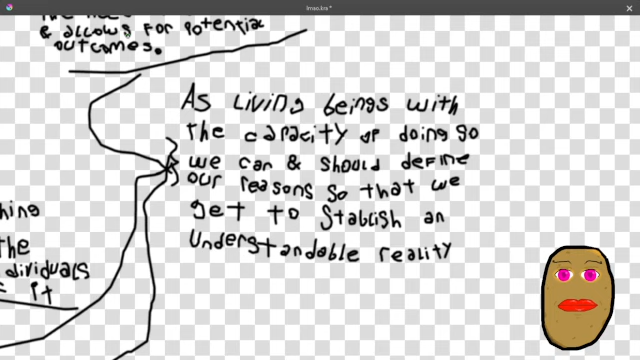 lmao.kra *
& allows for potential
outcomes.
As living beings with
the capacity of doing so
we can & should define
our reasons so that we
get to stablish an
understandable reality
hing
the
dividuals
it